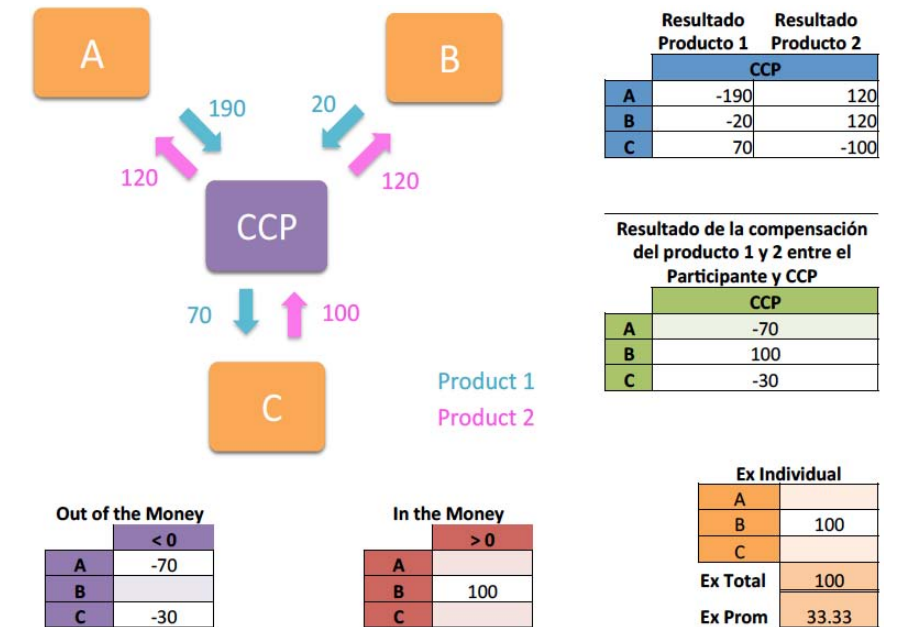 A
B
190
20
120
120
CCP
70
100
C
Product 1
Product 2
Resultado Resultado
Producto 1 Producto 2
CCP
A -190 120
B -20 120
C 70 -100
Resultado de la compensación
del producto 1 y 2 entre el
Participante y CCP
CCP
A -70
B 100
C -30
Out of the Money
< 0
A -70
B
C -30
In the Money
> 0
A
B 100
C
Ex Individual
A
B 100
C
Ex Total 100
Ex Prom 33.33